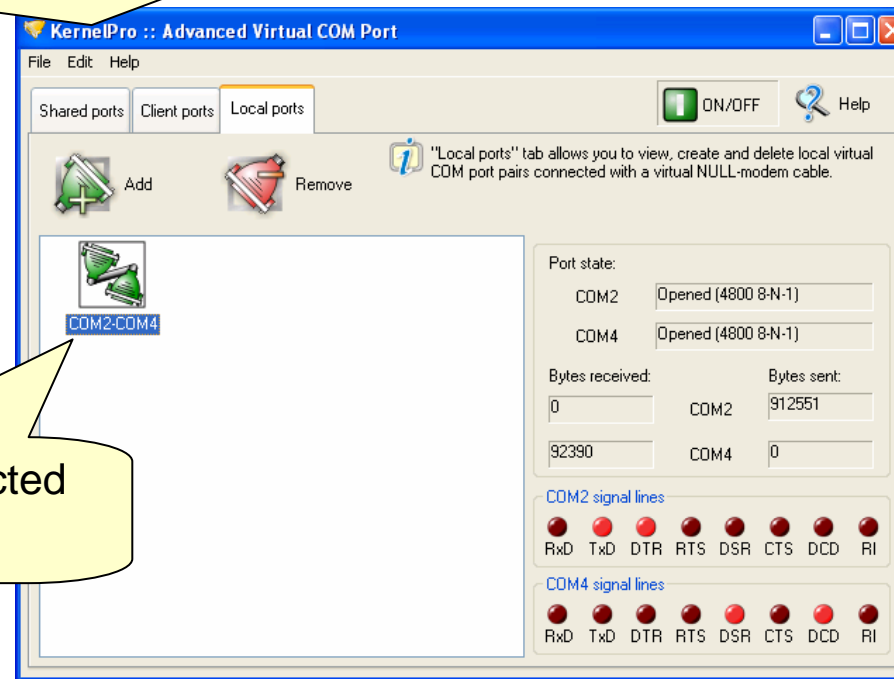 KernelPro :: Advanced Virtual COM Port
File Edit Help
Shared ports Client ports Local ports
ON/OFF Help
Add Remove
"Local ports" tab allows you to view, create and delete local virtual
COM port pairs connected with a virtual NULL-modem cable.
COM2-COM4
Port state:
COM2 Opened (4800 8-N-1)
COM4 Opened (4800 8-N-1)
Bytes received: Bytes sent:
0 COM2 912551
92390 COM4 0
cted
COM2 signal lines
RxD TxD DTR RTS DSR CTS DCD RI
COM4 signal lines
RxD TxD DTR RTS DSR CTS DCD RI